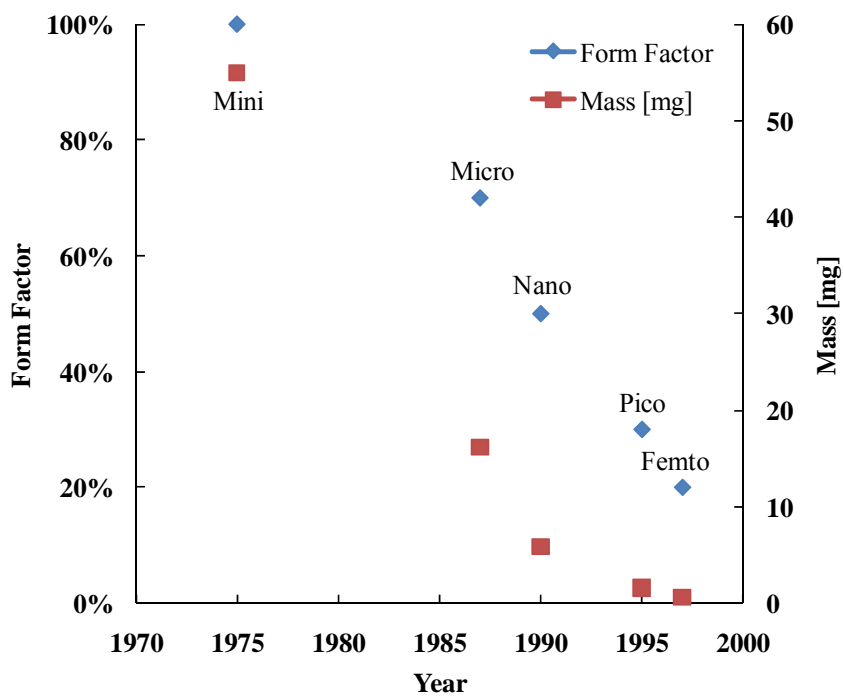 100%
80%
60%
40%
20%
0%
Form Factor
60
50
40
30
20
10
0
Mass [mg]
1970
1975
1980
1985
1990
1995
2000
Year
Form Factor
Mass [mg]
Mini
Micro
Nano
Pico
Femto